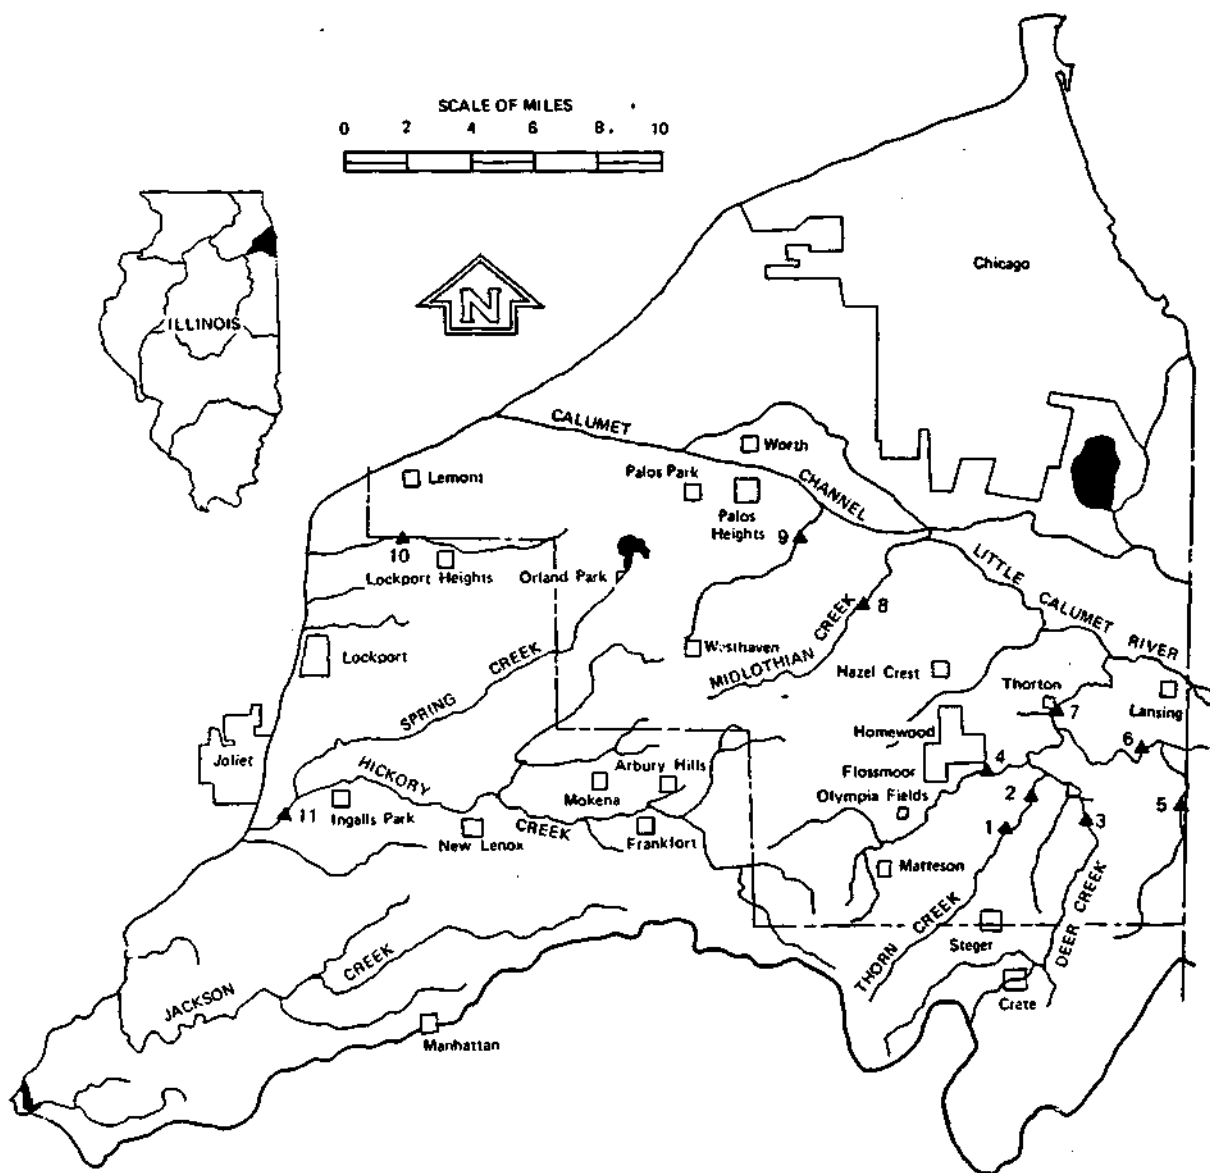 SCALE OF MILES
0 2 4 6 8 10
Chicago
N
ILLINOIS
CALUMET
Worth
Lemont
Palos Park
CHANNEL
Palos
Heights
9
10
Lockport Heights
Orland Park
LITTLE
8
CALUMET
CREEK
Westhaven
RIVER
Lockport
CREEK
MIDLOTHIAN
Hazel Crest
Thorton
Lansing
SPRING
7
Homewood
6
Joliet
HICKORY
Arbury Hills
4
Flossmoor
Mokena
Olympia Fields
2
5
11
Ingalls Park
CREEK
1
3
New Lenox
Frankfort
Matteson
CREEK
CREEK
Steger
DEER
CREEK
THORN
JACKSON
Crate
Manhattan